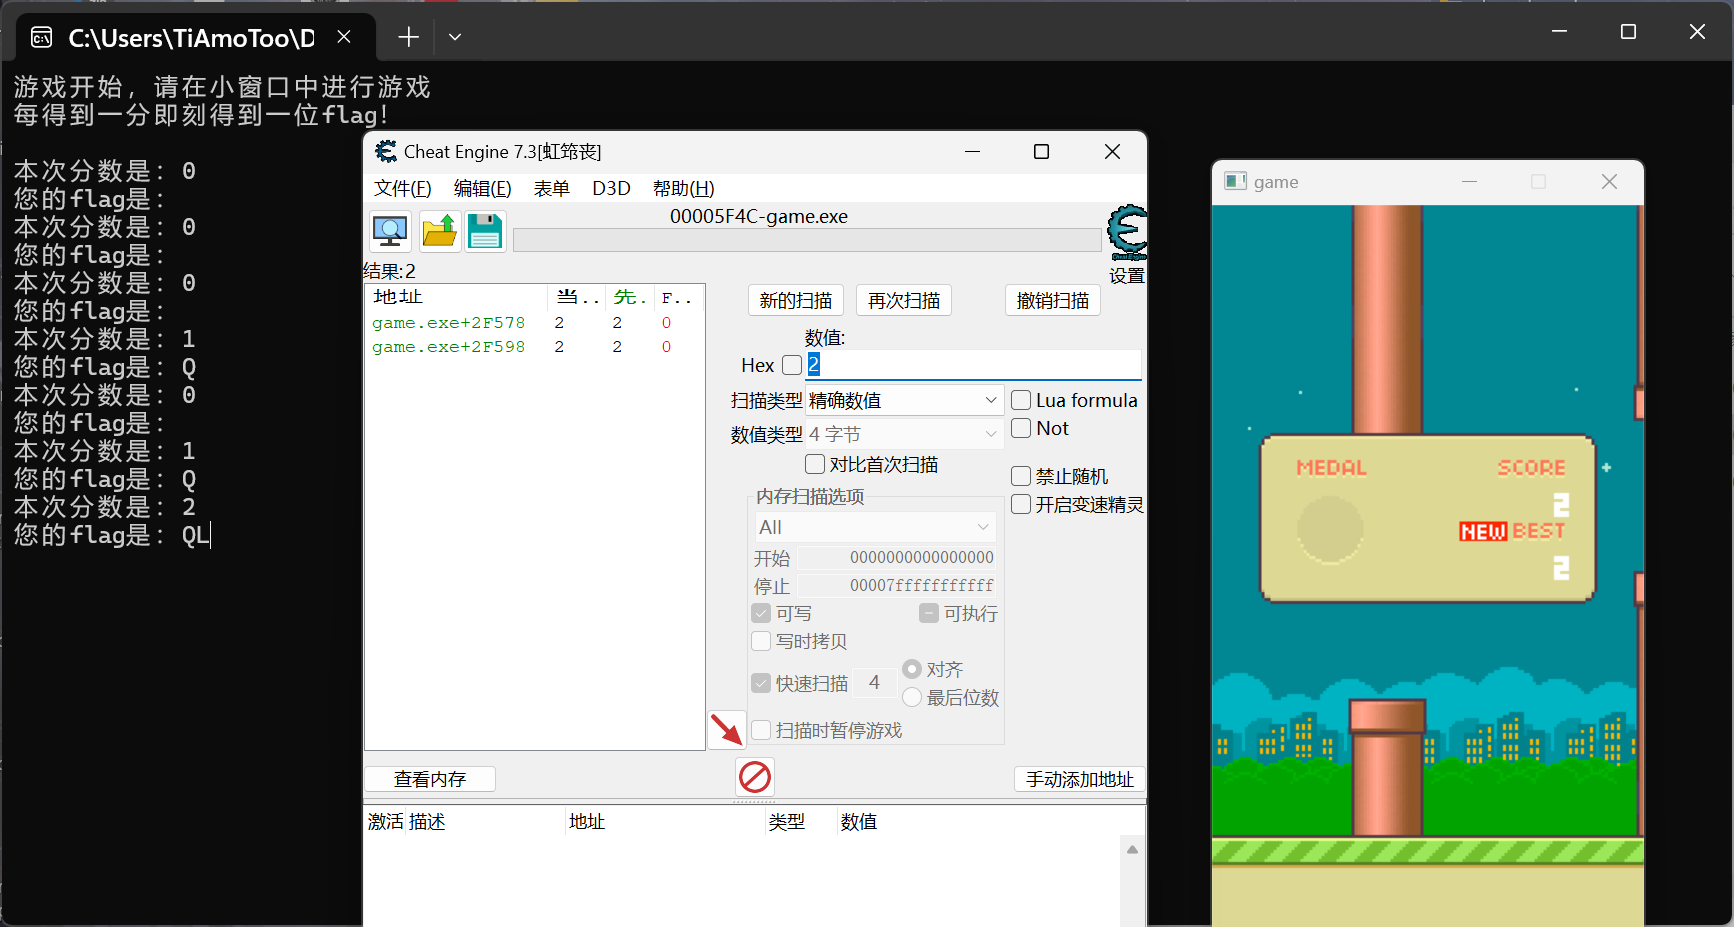 C:\Users\TiAmoToo\D
游戏开始，请在小窗口中进行游戏
每得到一分即刻得到一位flag!
本次分数是：0
您的flag是：
本次分数是：0
您的flag是：
本次分数是：0
您的flag是：
本次分数是：1
您的flag是：Q
本次分数是：0
您的flag是：
本次分数是：1
您的flag是：Q
本次分数是：2
您的flag是：QL
Cheat Engine 7.3[虹筇丧]
文件(F) 编辑(E) 表单 D3D 帮助(H)
00005F4C-game.exe
设置
结果:2
地址 当.. 先. F..
game.exe+2F578 2 2 0
game.exe+2F598 2 2 0
新的扫描 再次扫描 撤销扫描
数值:
Hex 2
扫描类型 精确数值 Lua formula
数值类型 4 字节 Not
对比首次扫描
禁止随机
内存扫描选项
开启变速精灵
All
开始 0000000000000000
停止 00007fffffffffff
可写 可执行
写时拷贝
快速扫描 4 对齐
最后位数
扫描时暂停游戏
查看内存 手动添加地址
激活 描述 地址 类型 数值
game
MEDAL SCORE
2
NEW BEST
2